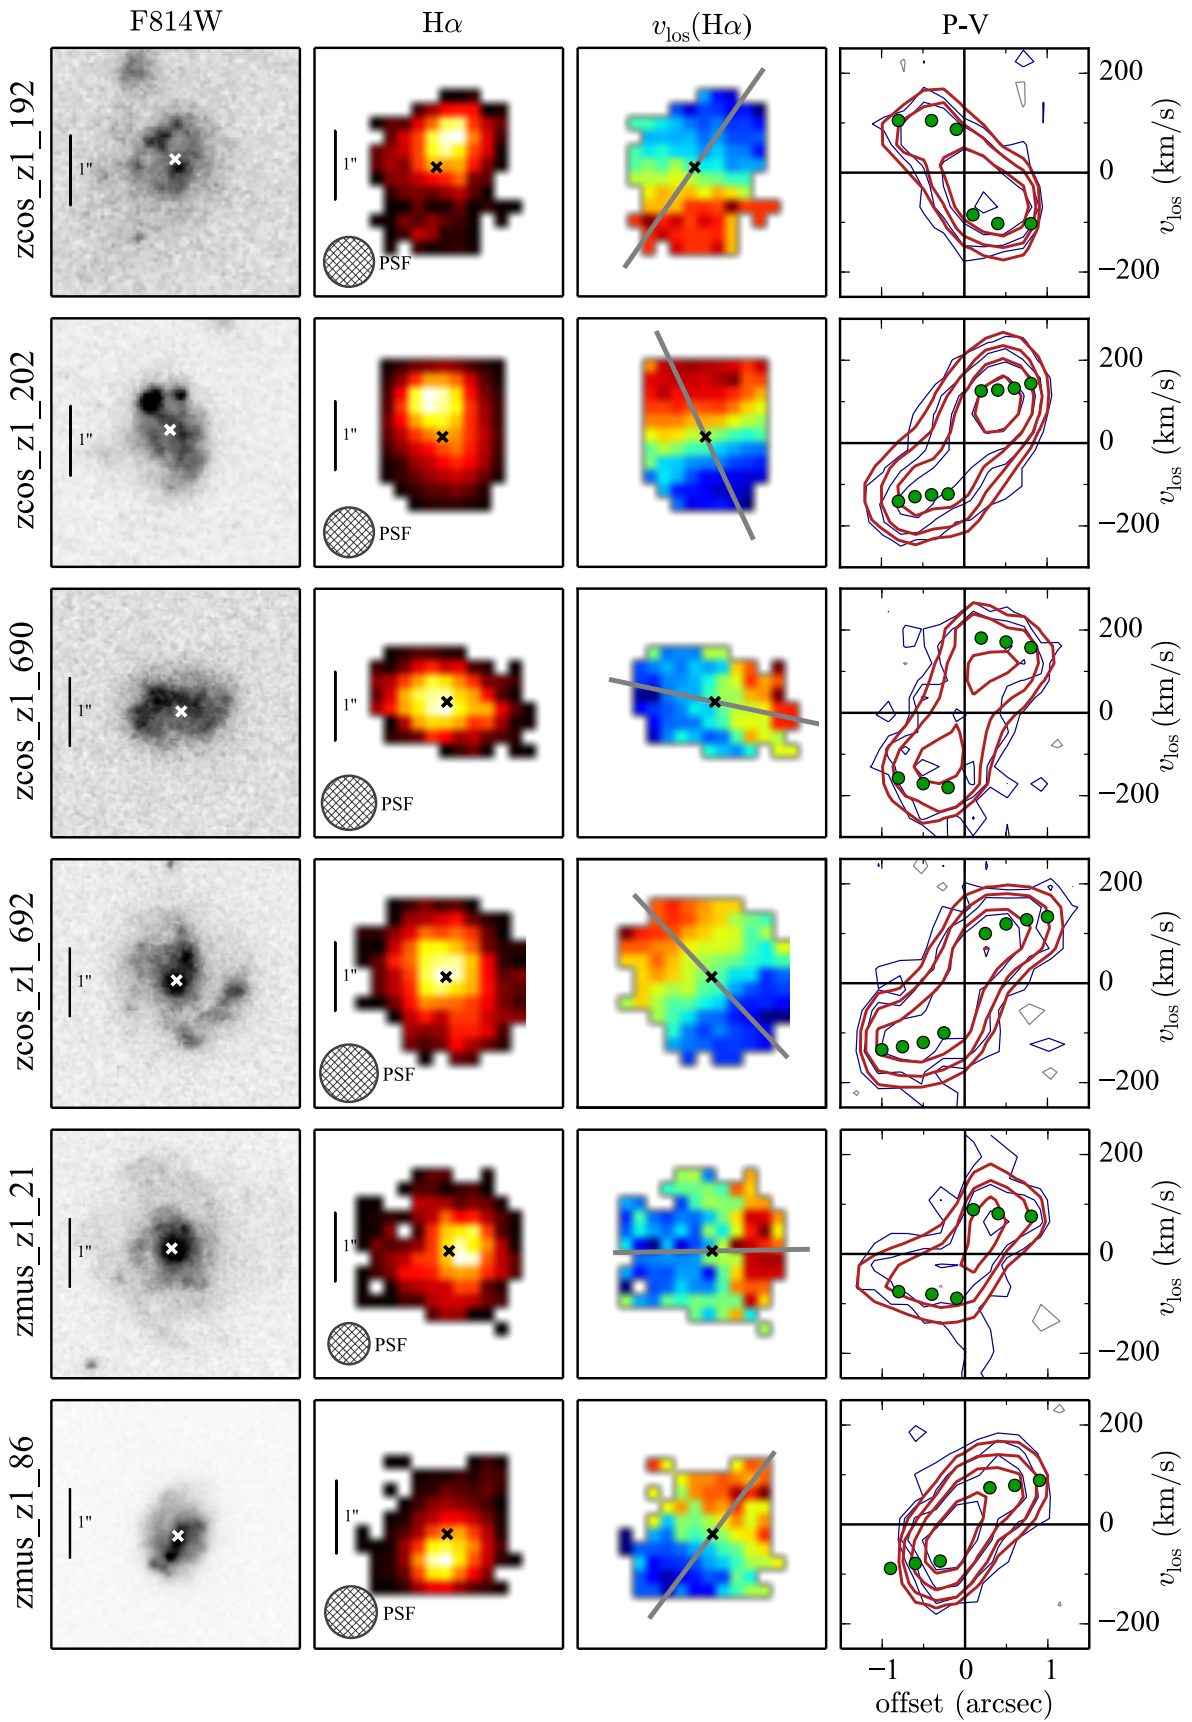 F814W Hα v_los(Hα) P-V
zcos_z1_192
1"
1"
PSF
200
0
−200
v_los (km/s)
zcos_z1_202
1"
1"
PSF
200
0
−200
v_los (km/s)
zcos_z1_690
1"
1"
PSF
200
0
−200
v_los (km/s)
zcos_z1_692
1"
1"
PSF
200
0
−200
v_los (km/s)
zmus_z1_21
1"
1"
PSF
200
0
−200
v_los (km/s)
zmus_z1_86
1"
1"
PSF
200
0
−200
v_los (km/s)
−1 0 1
offset (arcsec)